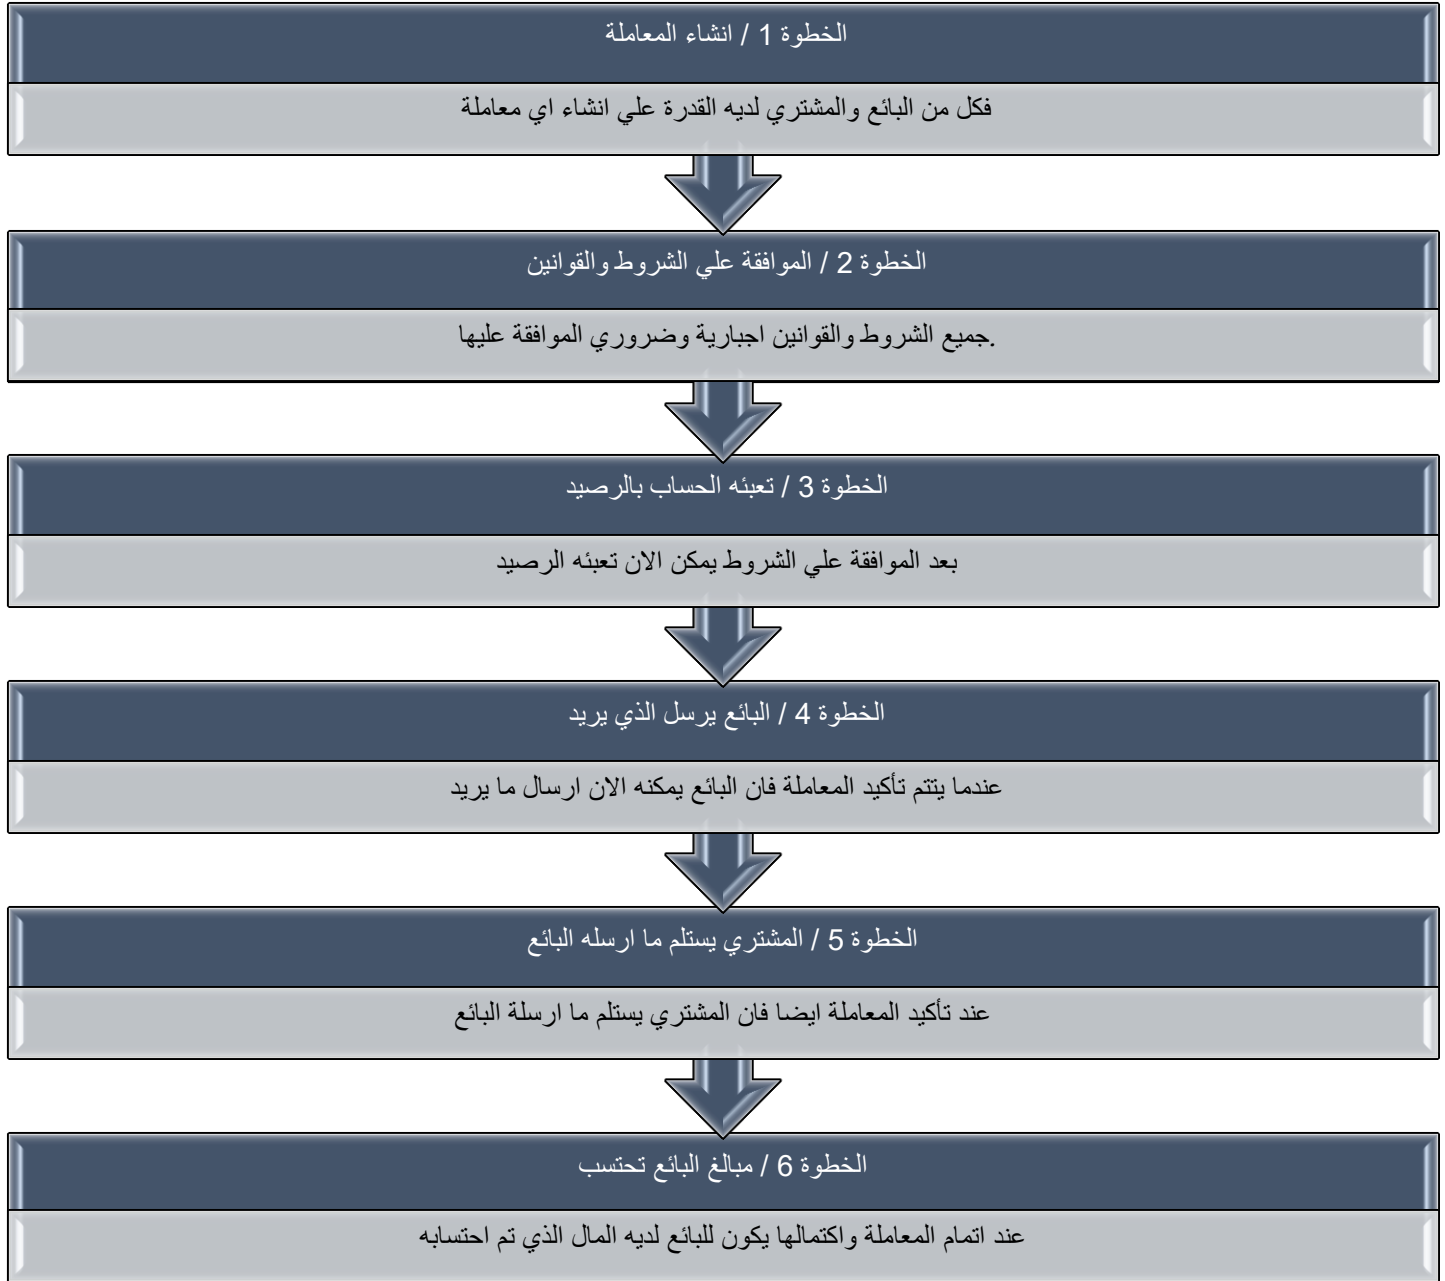 الخطوة 1 / انشاء المعاملة
فكل من البائع والمشتري لديه القدرة علي انشاء اي معاملة
الخطوة 2 / الموافقة علي الشروط والقوانين
جميع الشروط والقوانين اجبارية وضروري الموافقة عليها.
الخطوة 3 / تعبئه الحساب بالرصيد
بعد الموافقة علي الشروط يمكن الان تعبئه الرصيد
الخطوة 4 / البائع يرسل الذي يريد
عندما يتتم تأكيد المعاملة فان البائع يمكنه الان ارسال ما يريد
الخطوة 5 / المشتري يستلم ما ارسله البائع
عند تأكيد المعاملة ايضا فان المشتري يستلم ما ارسلة البائع
الخطوة 6 / مبالغ البائع تحتسب
عند اتمام المعاملة واكتمالها يكون للبائع لديه المال الذي تم احتسابه